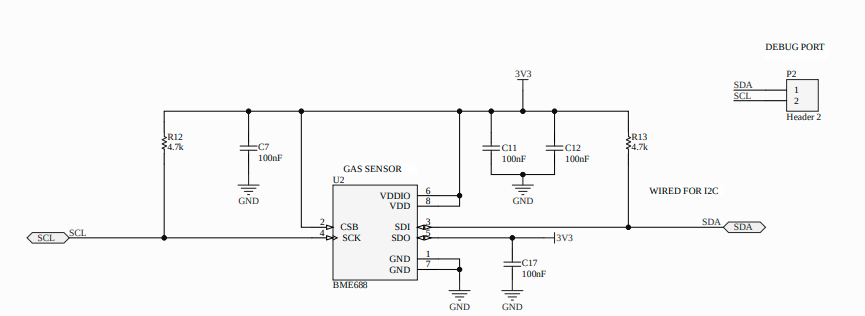 DEBUG PORT
3V3
P2
SDA
1
SCL
2
Header 2
R12
4.7k
C7
100nF
C11
100nF
C12
100nF
R13
4.7k
GAS SENSOR
U2
GND
GND
WIRED FOR I2C
VDDIO
6
VDD
8
2
CSB
SDI
3
SDA
SDA
SCL
SCL
4
SCK
SDO
5
3V3
GND
1
GND
7
C17
100nF
BME688
GND
GND